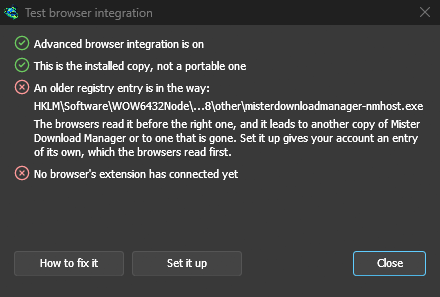 Test browser integration
Advanced browser integration is on
This is the installed copy, not a portable one
An older registry entry is in the way:
HKLM\Software\WOW6432Node\...8\other\misterdownloadmanager-nmhost.exe
The browsers read it before the right one, and it leads to another copy of Mister
Download Manager or to one that is gone. Set it up gives your account an entry
of its own, which the browsers read first.
No browser's extension has connected yet
How to fix it
Set it up
Close